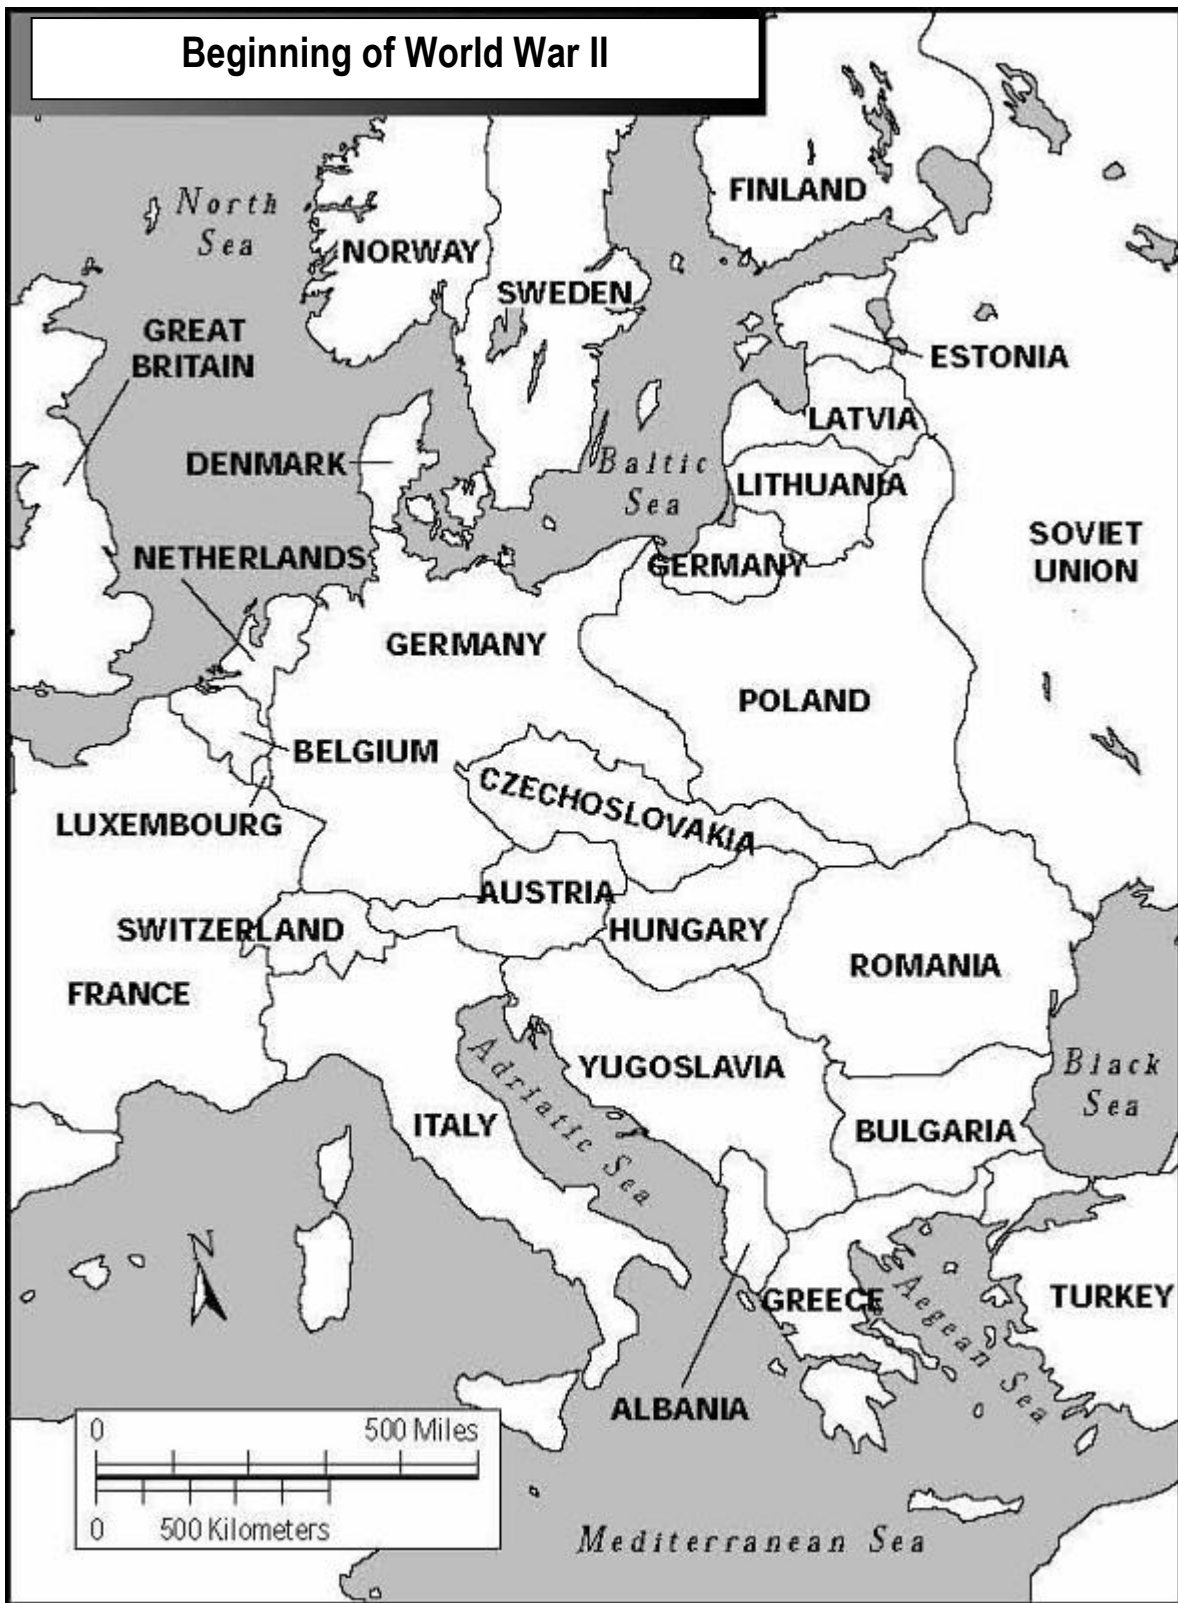 Beginning of World War II
FINLAND
North
Sea
NORWAY
SWEDEN
GREAT
BRITAIN
ESTONIA
LATVIA
DENMARK
Baltic
Sea
LITHUANIA
SOVIET
UNION
NETHERLANDS
GERMANY
GERMANY
POLAND
BELGIUM
CZECHOSLOVAKIA
LUXEMBOURG
AUSTRIA
SWITZERLAND
HUNGARY
ROMANIA
FRANCE
YUGOSLAVIA
Black
Sea
Adriatic Sea
ITALY
BULGARIA
N
GREECE
Aegean Sea
TURKEY
ALBANIA
0 500 Miles
0 500 Kilometers
Mediterranean Sea